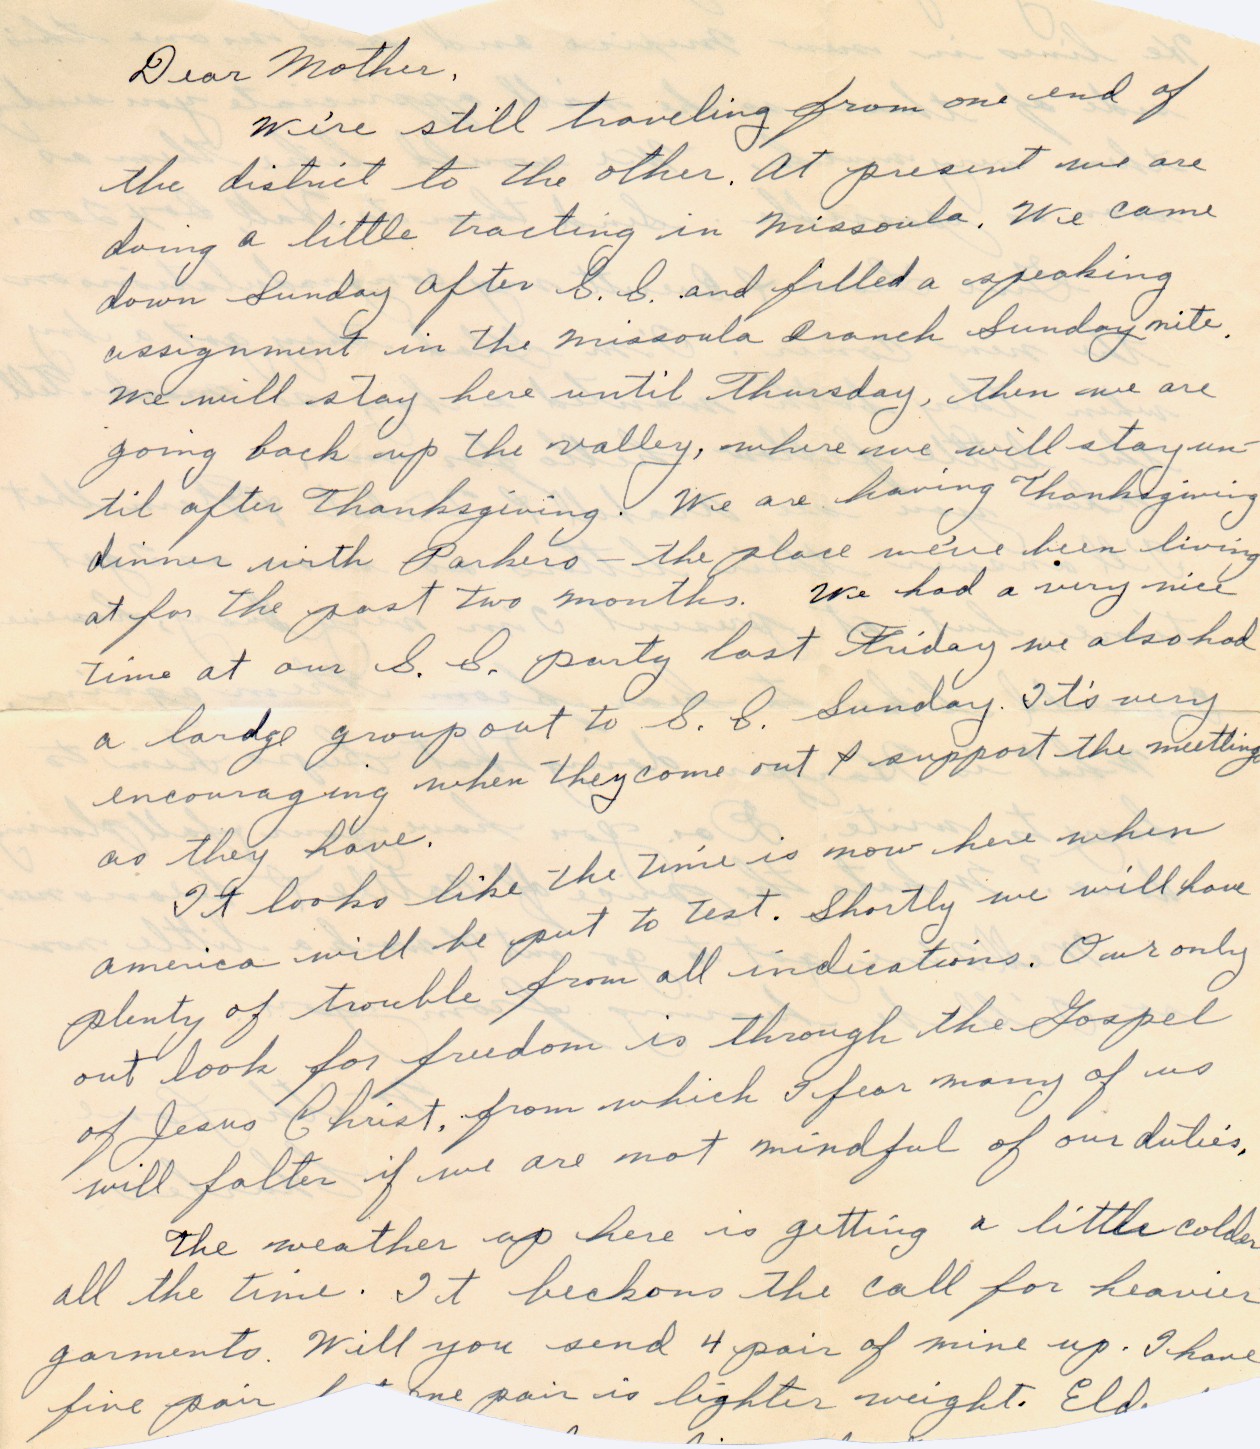 Dear Mother,
We're still traveling from one end of
the district to the other. At present we are
doing a little tracting in Missoula. We came
down Sunday after S. S. and filled a speaking
assignment in the Missoula Branch Sunday nite.
We will stay here until Thursday, then we are
going back up the valley, where we will stay un-
til after Thanksgiving. We are having Thanksgiving
dinner with Parkers - the place we've been living
at for the past two months. We had a very nice
time at our S. S. party last Friday we also had
a lardge group out to S. S. Sunday. It's very
encouraging when they come out & support the meetings
as they have.
It looks like the time is now here when
America will be put to test. Shortly we will have
plenty of trouble from all indications. Our only
out look for freedom is through the Gospel
of Jesus Christ, from which I fear many of us
will falter if we are not mindful of our duties.
The weather up here is getting a little colder
all the time. It beckons the call for heavier
garments. Will you send 4 pair of mine up. I have
five pair one pair is lighter weight. Eld.